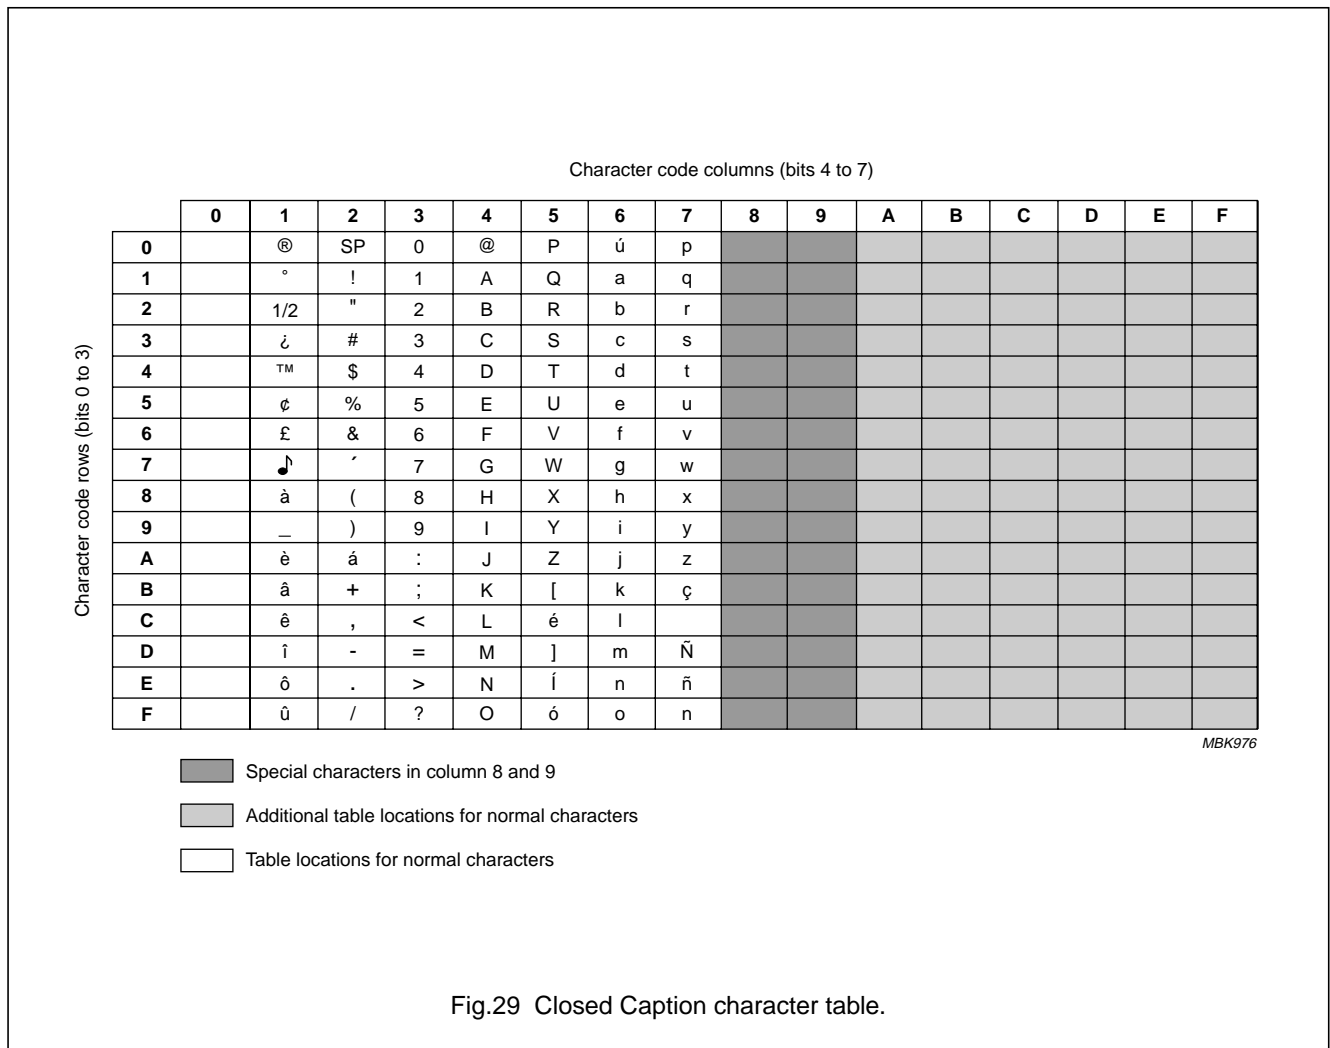 Character code columns (bits 4 to 7)
0 1 2 3 4 5 6 7 8 9 A B C D E F
Character code rows (bits 0 to 3)
0 ® SP 0 @ P ú p
1 ° ! 1 A Q a q
2 1/2 " 2 B R b r
3 ¿ # 3 C S c s
4 ™ $ 4 D T d t
5 ¢ % 5 E U e u
6 £ & 6 F V f v
7 ♪ ´ 7 G W g w
8 à ( 8 H X h x
9 _ ) 9 I Y i y
A è á : J Z j z
B â + ; K [ k ç
C ê , < L é l
D î - = M ] m Ñ
E ô . > N Í n ñ
F û / ? O ó o n
MBK976
Special characters in column 8 and 9
Additional table locations for normal characters
Table locations for normal characters
Fig.29 Closed Caption character table.